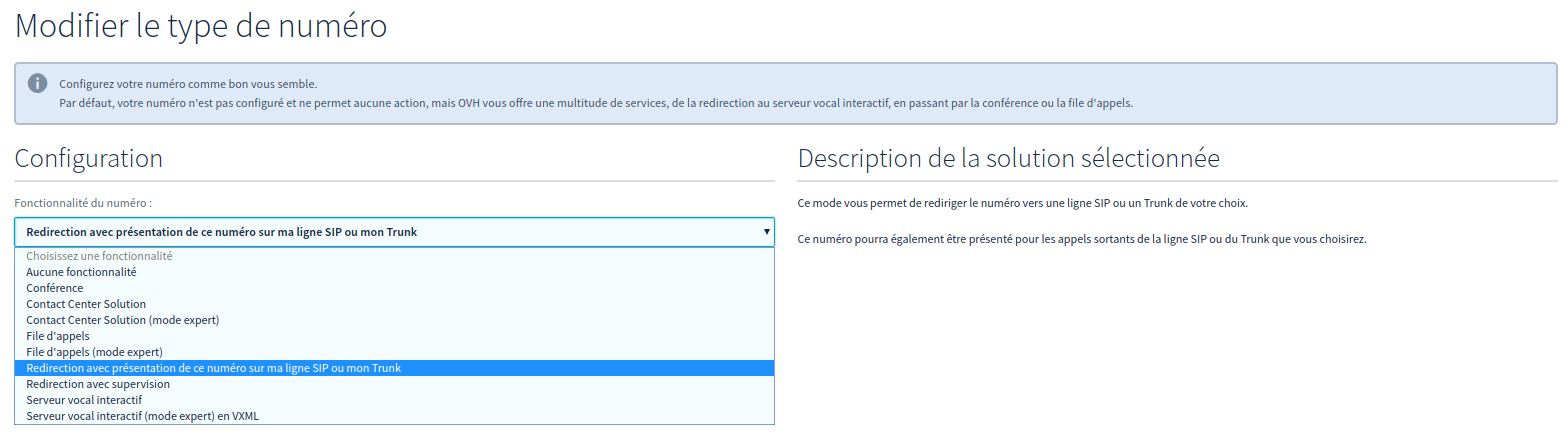 Modifier le type de numéro
Configurez votre numéro comme bon vous semble.
Par défaut, votre numéro n'est pas configuré et ne permet aucune action, mais OVH vous offre une multitude de services, de la redirection au serveur vocal interactif, en passant par la conférence ou la file d'appels.
Configuration
Fonctionnalité du numéro :
Redirection avec présentation de ce numéro sur ma ligne SIP ou mon Trunk
Choisissez une fonctionnalité
Aucune fonctionnalité
Conférence
Contact Center Solution
Contact Center Solution (mode expert)
File d'appels
File d'appels (mode expert)
Redirection avec présentation de ce numéro sur ma ligne SIP ou mon Trunk
Redirection avec supervision
Serveur vocal interactif
Serveur vocal interactif (mode expert) en VXML
Description de la solution sélectionnée
Ce mode vous permet de rediriger le numéro vers une ligne SIP ou un Trunk de votre choix.
Ce numéro pourra également être présenté pour les appels sortants de la ligne SIP ou du Trunk que vous choisirez.